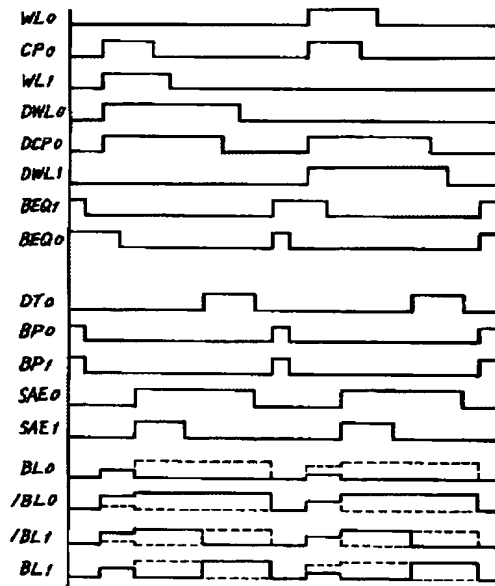 WL0
CP0
WL1
DWL0
DCP0
DWL1
BEQ1
BEQ0
DT0
BP0
BP1
SAE0
SAE1
BL0
/BL0
/BL1
BL1